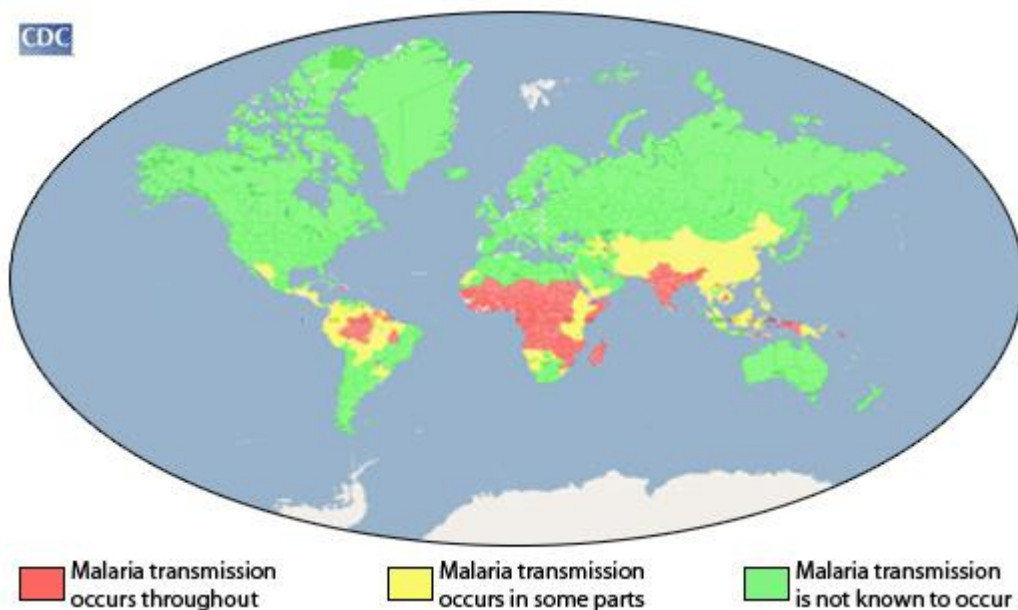 CDC
Malaria transmission
occurs throughout
Malaria transmission
occurs in some parts
Malaria transmission
is not known to occur